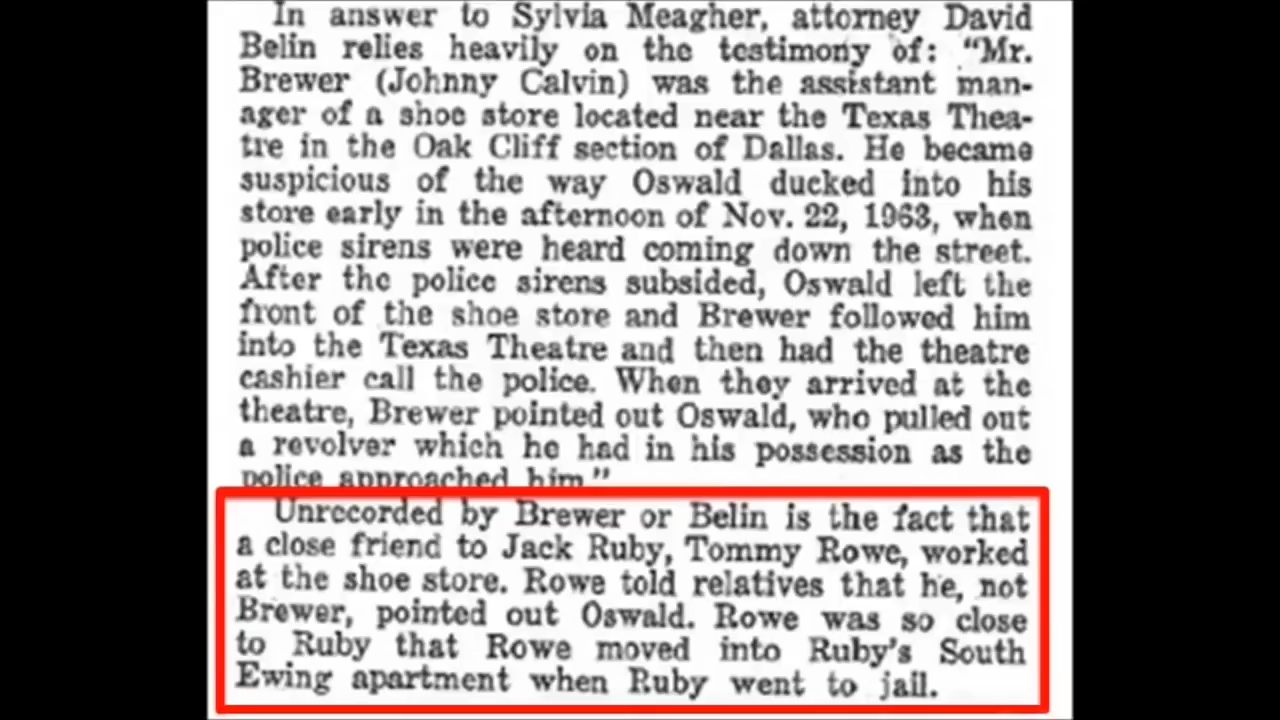 In answer to Sylvia Meagher, attorney David
Belin relies heavily on the testimony of: "Mr.
Brewer (Johnny Calvin) was the assistant man-
ager of a shoe store located near the Texas Thea-
tre in the Oak Cliff section of Dallas. He became
suspicious of the way Oswald ducked into his
store early in the afternoon of Nov. 22, 1963, when
police sirens were heard coming down the street.
After the police sirens subsided, Oswald left the
front of the shoe store and Brewer followed him
into the Texas Theatre and then had the theatre
cashier call the police. When they arrived at the
theatre, Brewer pointed out Oswald, who pulled out
a revolver which he had in his possession as the
police approached him"
Unrecorded by Brewer or Belin is the fact that
a close friend to Jack Ruby, Tommy Rowe, worked
at the shoe store. Rowe told relatives that he, not
Brewer, pointed out Oswald. Rowe was so close
to Ruby that Rowe moved into Ruby's South
Ewing apartment when Ruby went to jail.